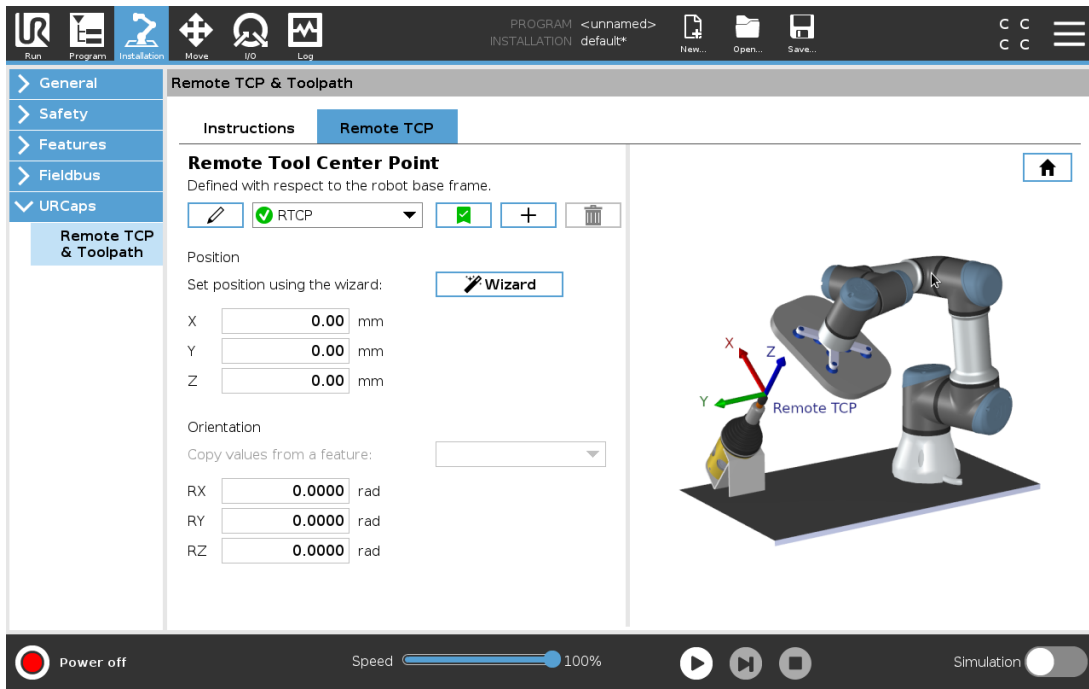 PROGRAM <unnamed>
INSTALLATION default*
C C
C C
Run Program Installation Move I/O Log New... Open... Save...
General
Safety
Features
Fieldbus
URCaps
Remote TCP
& Toolpath
Remote TCP & Toolpath
Instructions Remote TCP
Remote Tool Center Point
Defined with respect to the robot base frame.
RTCP
Position
Set position using the wizard: Wizard
X 0.00 mm
Y 0.00 mm
Z 0.00 mm
Orientation
Copy values from a feature:
RX 0.0000 rad
RY 0.0000 rad
RZ 0.0000 rad
X
Z
Y
Remote TCP
Power off Speed 100% Simulation